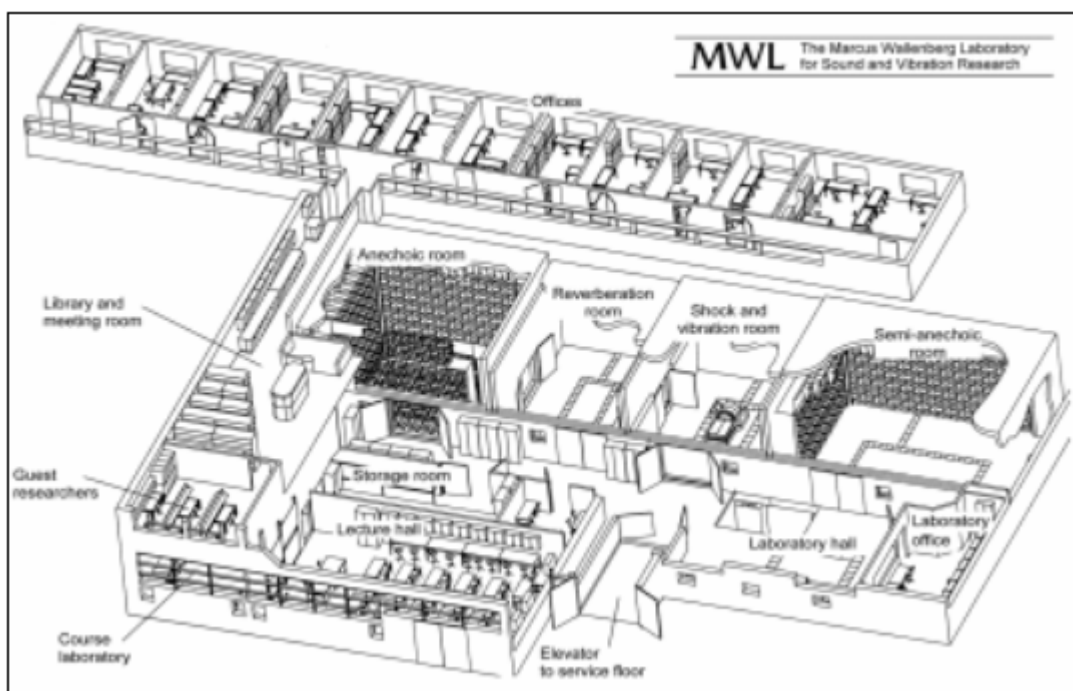 MWL The Marcus Wallenberg Laboratory
for Sound and Vibration Research
Offices
Anechoic room
Library and
meeting room
Reverberation
room
Shock and
vibration room
Semi-anechoic
room
Guest
researchers
Storage room
Lecture hall
Laboratory hall
Laboratory
office
Course
laboratory
Elevator
to service floor